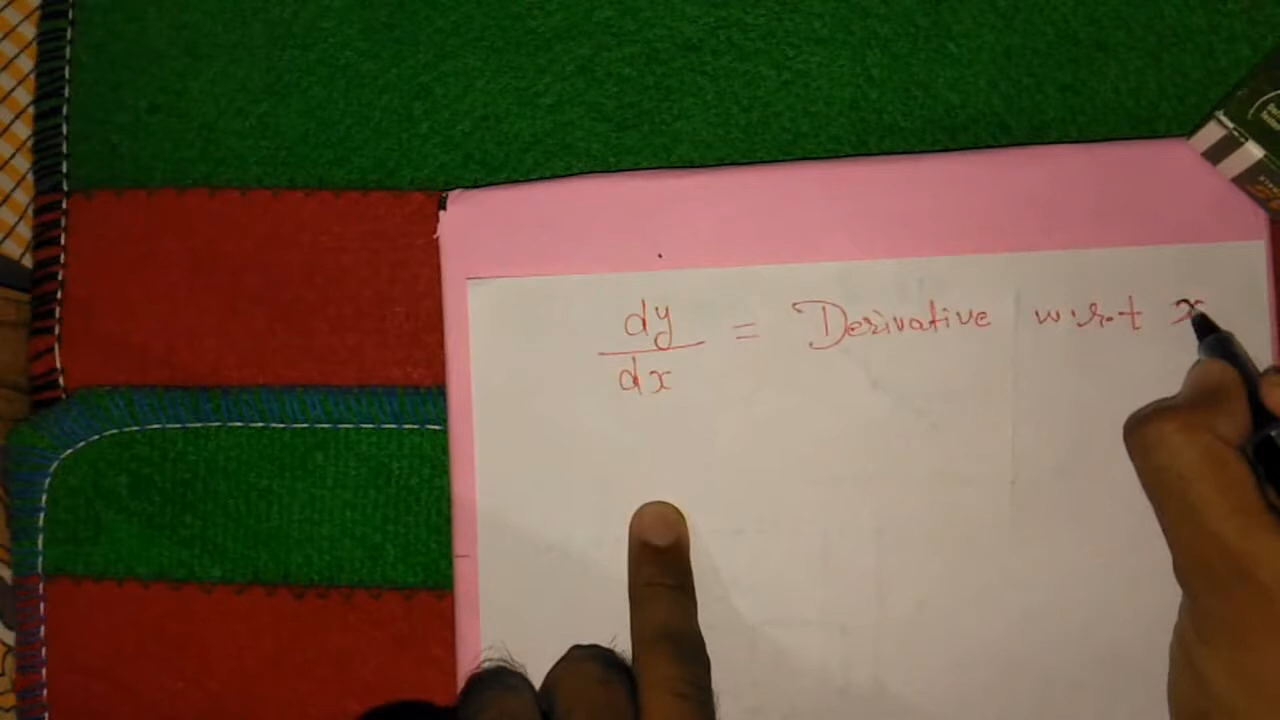 dy/dx = Derivative w.r.t x